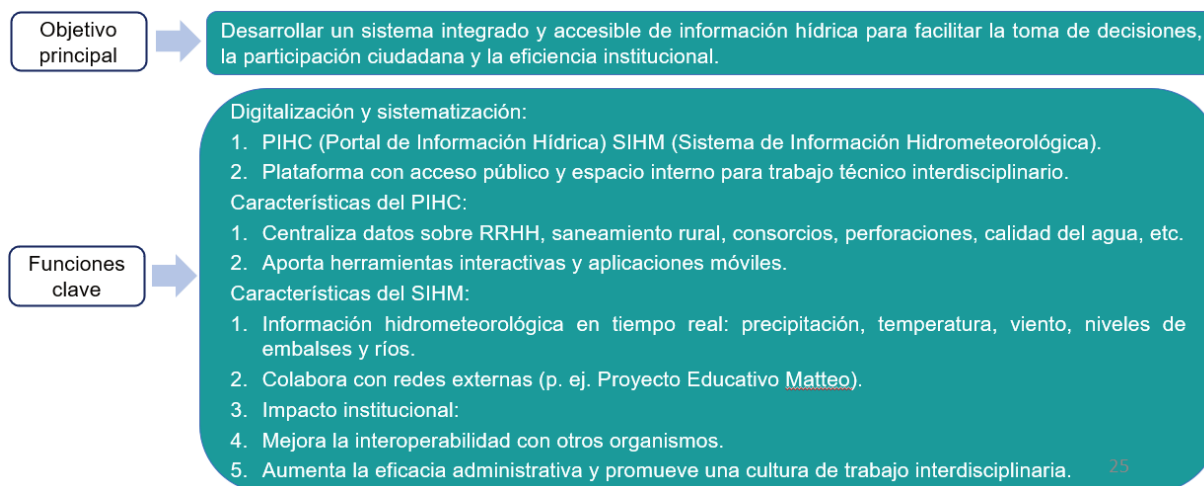 Objetivo
principal
Desarrollar un sistema integrado y accesible de información hídrica para facilitar la toma de decisiones,
la participación ciudadana y la eficiencia institucional.
Funciones
clave
Digitalización y sistematización:
1. PIHC (Portal de Información Hídrica) SIHM (Sistema de Información Hidrometeorológica).
2. Plataforma con acceso público y espacio interno para trabajo técnico interdisciplinario.
Características del PIHC:
1. Centraliza datos sobre RRHH, saneamiento rural, consorcios, perforaciones, calidad del agua, etc.
2. Aporta herramientas interactivas y aplicaciones móviles.
Características del SIHM:
1. Información hidrometeorológica en tiempo real: precipitación, temperatura, viento, niveles de
embalses y ríos.
2. Colabora con redes externas (p. ej. Proyecto Educativo Matteo).
3. Impacto institucional:
4. Mejora la interoperabilidad con otros organismos.
5. Aumenta la eficacia administrativa y promueve una cultura de trabajo interdisciplinaria.
25